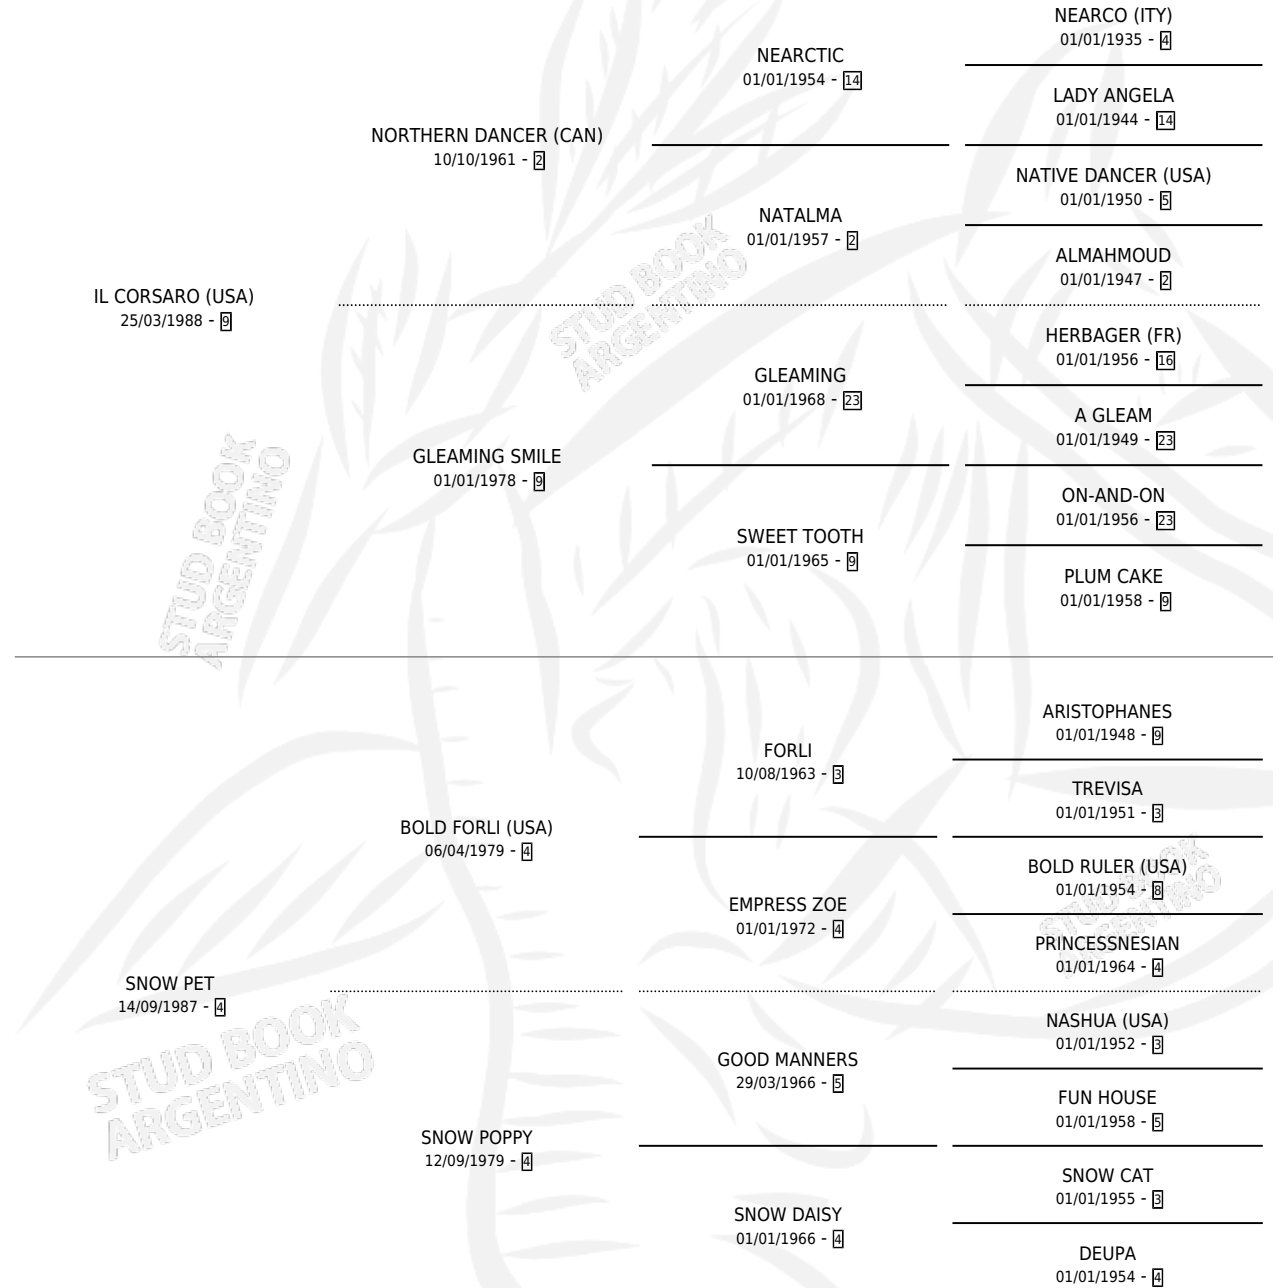 NEARCO (ITY)
01/01/1935 - 4
NEARCTIC
01/01/1954 - 14
LADY ANGELA
01/01/1944 - 14
NORTHERN DANCER (CAN)
10/10/1961 - 2
NATIVE DANCER (USA)
01/01/1950 - 5
NATALMA
01/01/1957 - 2
ALMAHMOUD
01/01/1947 - 2
IL CORSARO (USA)
25/03/1988 - 9
STUD BOOK
ARGENTINO
HERBAGER (FR)
01/01/1956 - 16
GLEAMING
01/01/1968 - 23
A GLEAM
01/01/1949 - 23
GLEAMING SMILE
01/01/1978 - 9
ON-AND-ON
01/01/1956 - 23
SWEET TOOTH
01/01/1965 - 9
PLUM CAKE
01/01/1958 - 9
STUD BOOK
ARGENTINO
ARISTOPHANES
01/01/1948 - 9
FORLI
10/08/1963 - 3
TREVISA
01/01/1951 - 3
BOLD FORLI (USA)
06/04/1979 - 4
BOLD RULER (USA)
01/01/1954 - 8
EMPRESS ZOE
01/01/1972 - 4
STUD BOOK
ARGENTINO
PRINCESSNESIAN
01/01/1964 - 4
SNOW PET
14/09/1987 - 4
NASHUA (USA)
01/01/1952 - 3
GOOD MANNERS
29/03/1966 - 5
STUD BOOK
ARGENTINO
FUN HOUSE
01/01/1958 - 5
SNOW POPPY
12/09/1979 - 4
SNOW CAT
01/01/1955 - 3
SNOW DAISY
01/01/1966 - 4
DEUPA
01/01/1954 - 4